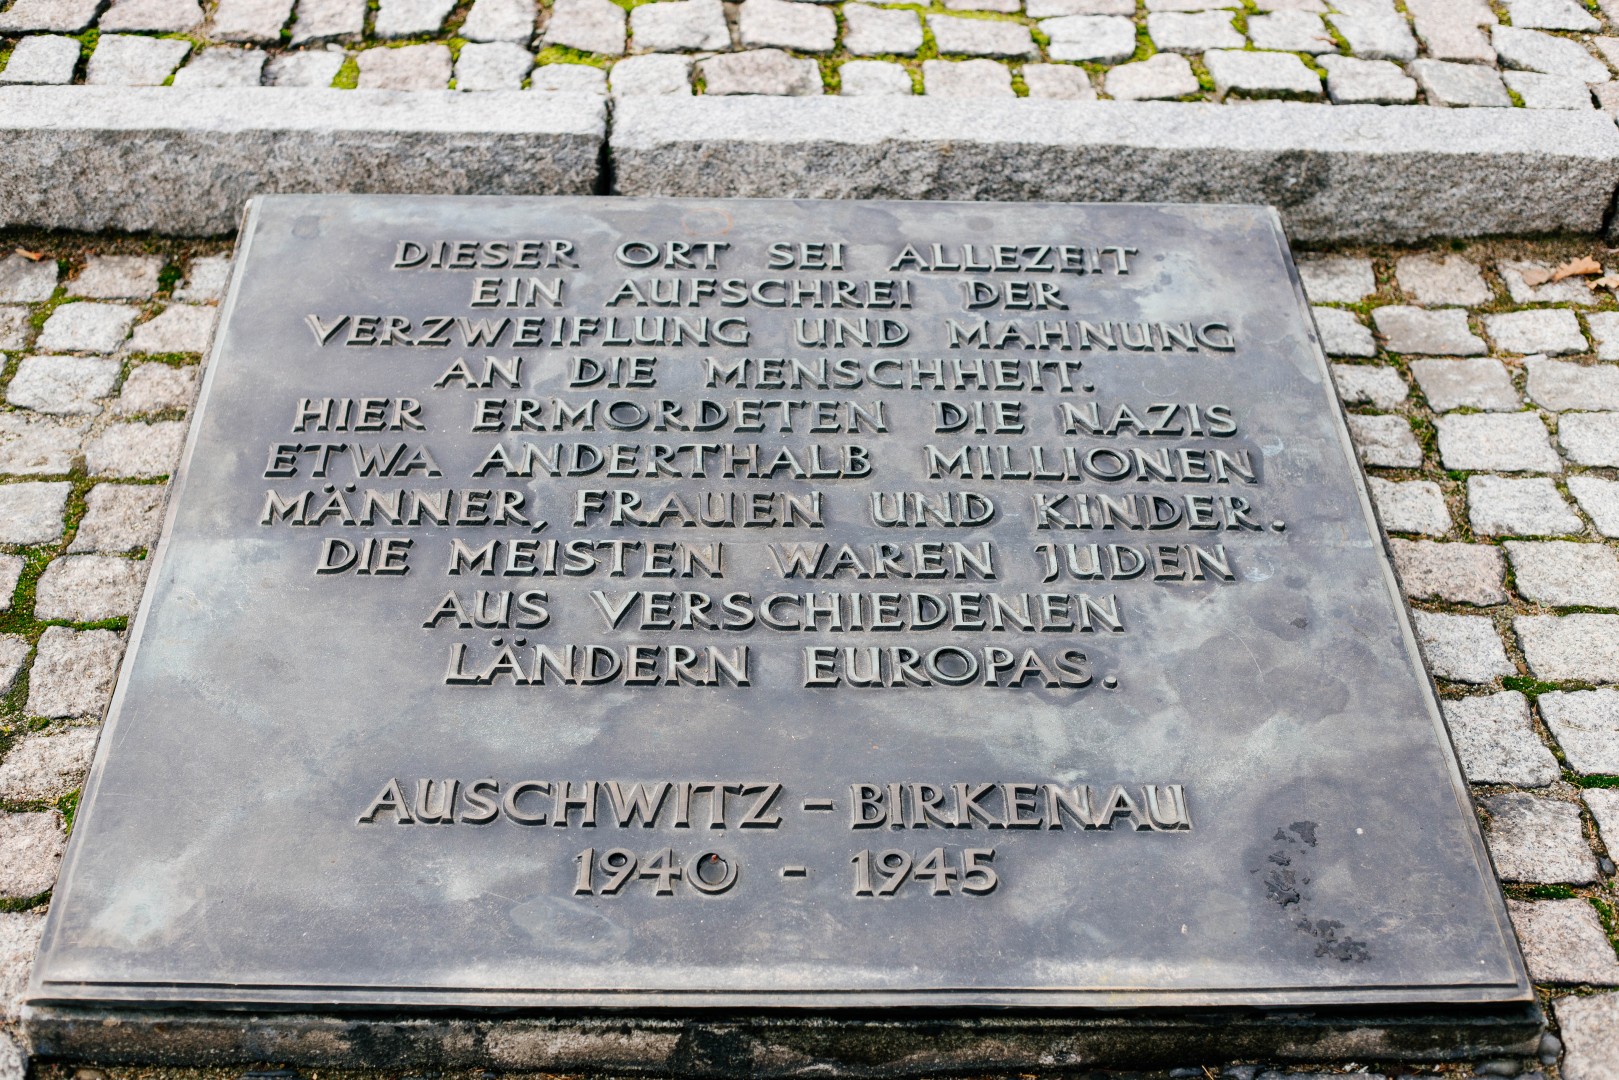 DIESER ORT SEI ALLEZEIT
EIN AUFSCHREI DER
VERZWEIFLUNG UND MAHNUNG
AN DIE MENSCHHEIT.
HIER ERMORDETEN DIE NAZIS
ETWA ANDERTHALB MILLIONEN
MÄNNER, FRAUEN UND KINDER.
DIE MEISTEN WAREN JUDEN
AUS VERSCHIEDENEN
LÄNDERN EUROPAS.
AUSCHWITZ - BIRKENAU
1940 - 1945